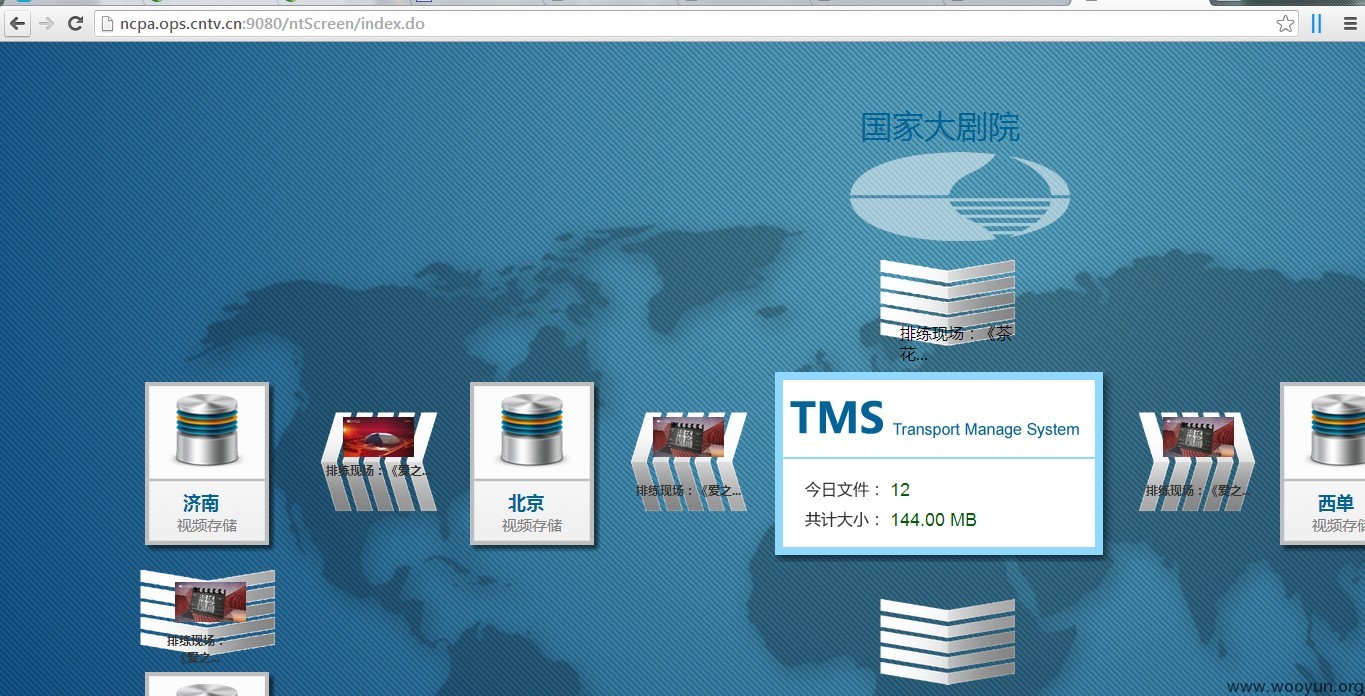 ncpa.ops.cntv.cn:9080/ntScreen/index.do
国家大剧院
排练现场：《茶
花...
TMS Transport Manage System
今日文件： 12
共计大小： 144.00 MB
济南
视频存储
排练现场：《爱之...
北京
视频存储
排练现场：《爱之...
排练现场：《爱之...
西单
视频存储
排练现场：
《爱之...
www.wooyun.org